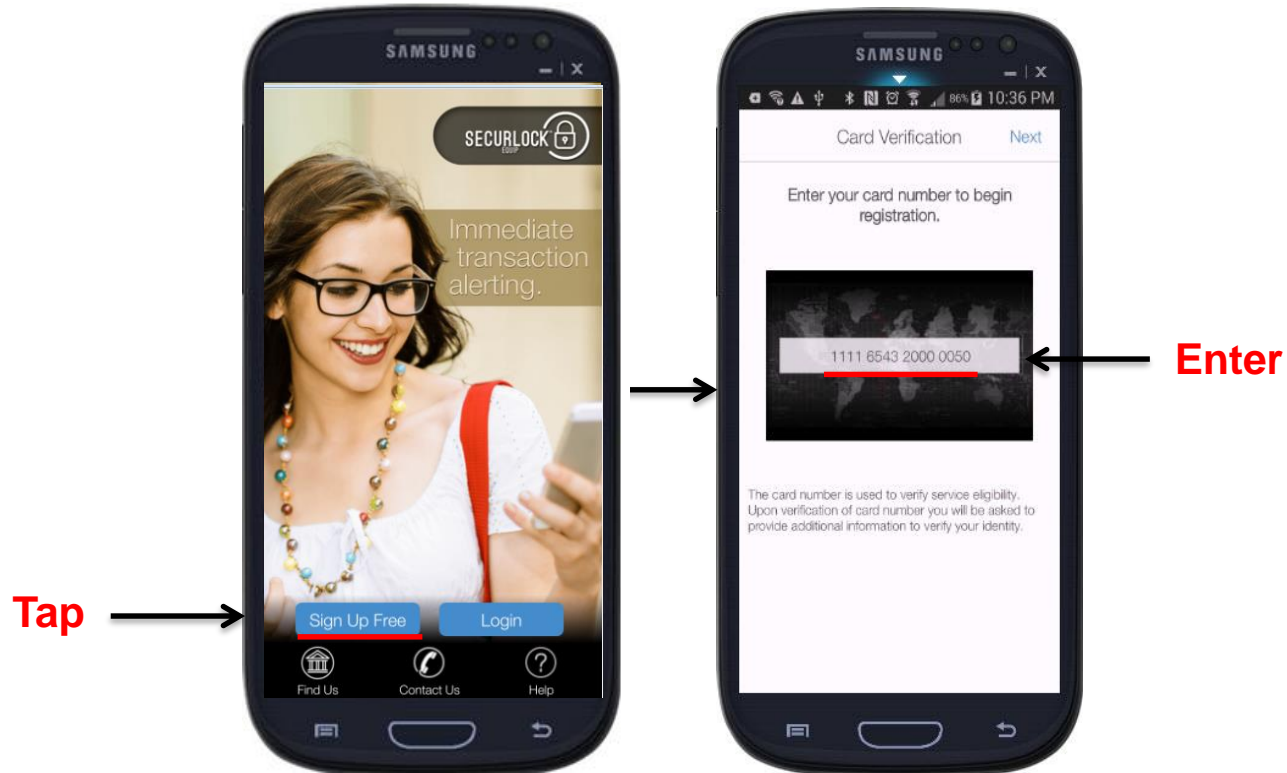 SAMSUNG
SECURLOCK
EQUIP
Immediate
transaction
alerting.
Tap
Sign Up Free
Login
Find Us
Contact Us
Help
SAMSUNG
86%
10:36 PM
Card Verification
Next
Enter your card number to begin
registration.
1111 6543 2000 0050
Enter
The card number is used to verify service eligibility.
Upon verification of card number you will be asked to
provide additional information to verify your identity.